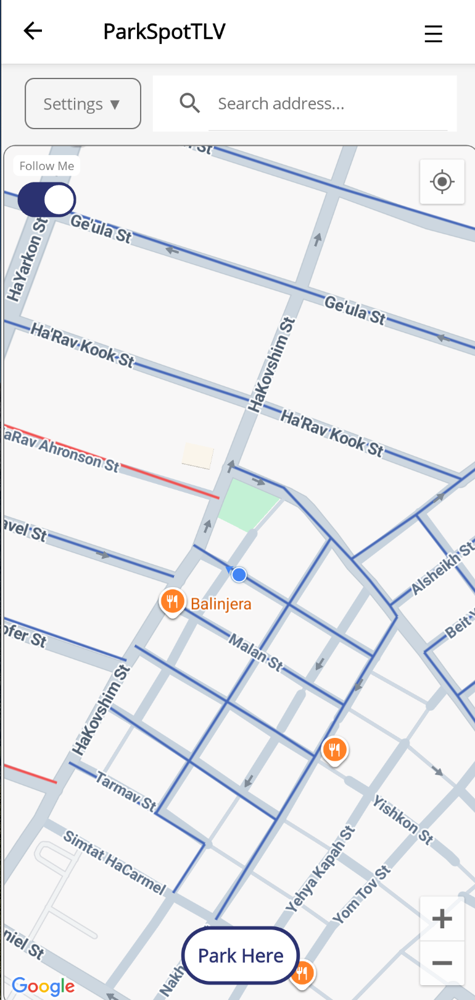 ParkSpotTLV
Settings ▼
Search address...
Follow Me
St
Ge'ula St
HaYarkon St
Ge'ula St
Ha'Rav Kook St
HaKovshim St
Ha'Rav Kook St
aRav Ahronson St
avel St
Alsheikh St
Balinjera
Beit
ofer St
Malan St
HaKovshim St
Tarmav St
Yishkon St
Simtat HaCarmel
Yehya Kapah St
Yom Tov St
niel St
Park Here
Nakh
+
−
Google